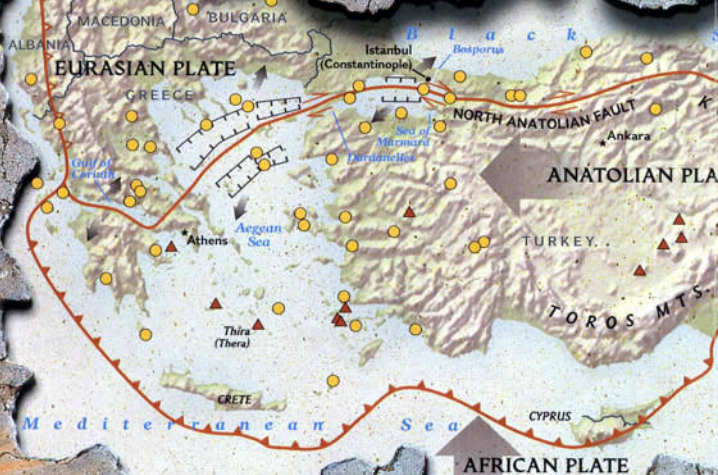 MACEDONIA
BULGARIA
ALBANIA
Black S
Istanbul
(Constantinople)
Bosporus
EURASIAN PLATE
GREECE
NORTH ANATOLIAN FAULT
K
Sea of
Marmara
Dardanelles
Ankara
Gulf of
Corinth
ANATOLIAN PLA
Aegean
Sea
Athens
TURKEY
TOROS MTS.
Thíra
(Thera)
CRETE
CYPRUS
Mediterranean Sea
AFRICAN PLATE